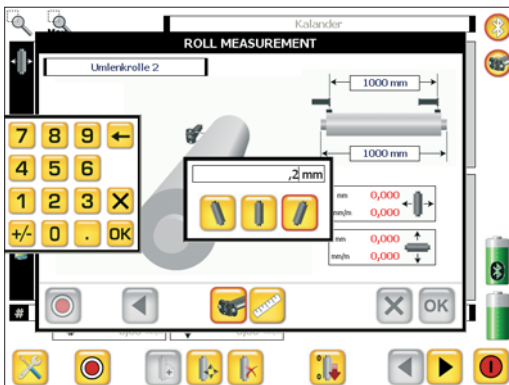 Kalander
ROLL MEASUREMENT
Umlenkrolle 2
1000 mm
1000 mm
7 8 9
4 5 6
1 2 3 X
+/- 0 . OK
,2 mm
mm 0,000
mm/m 0,000
mm 0,000
mm/m 0,000
OK
#